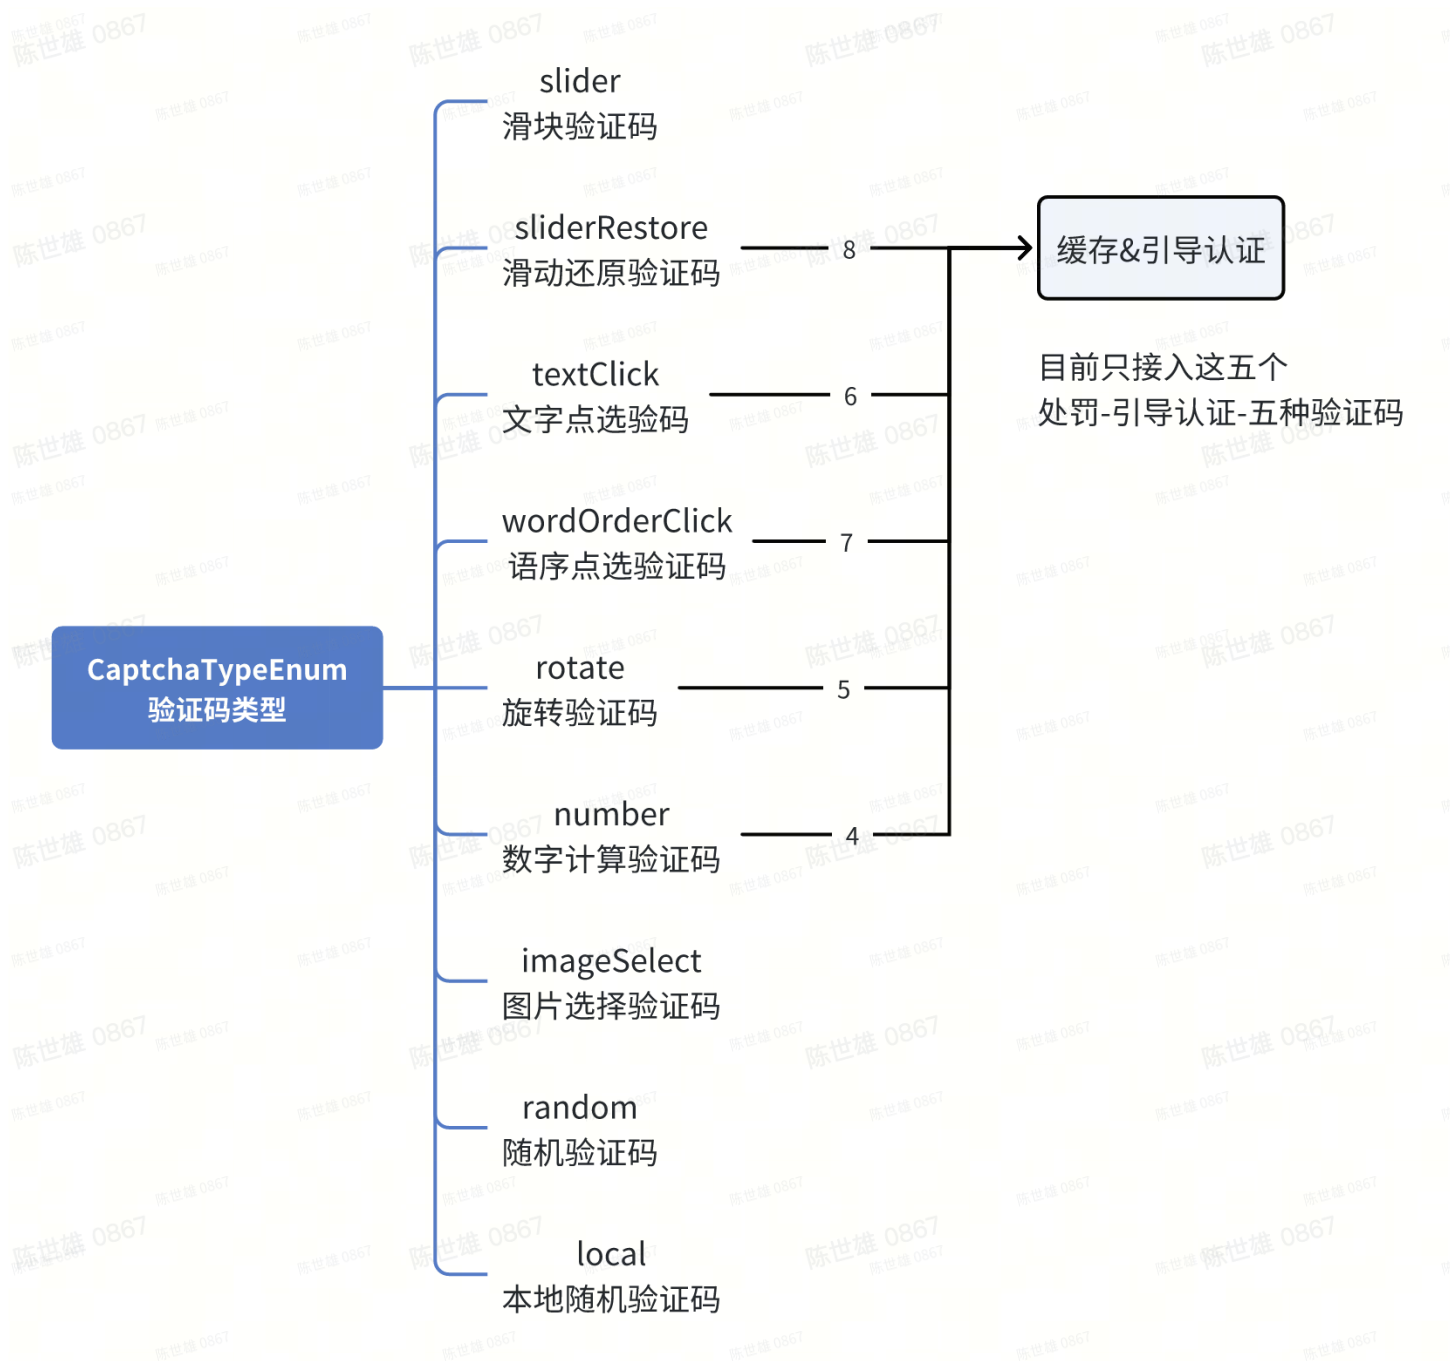 slider
滑块验证码
sliderRestore
滑动还原验证码
8
缓存&引导认证
textClick
文字点选验码
6
目前只接入这五个
处罚-引导认证-五种验证码
wordOrderClick
语序点选验证码
7
CaptchaTypeEnum
验证码类型
rotate
旋转验证码
5
number
数字计算验证码
4
imageSelect
图片选择验证码
random
随机验证码
local
本地随机验证码
陈世雄 0867